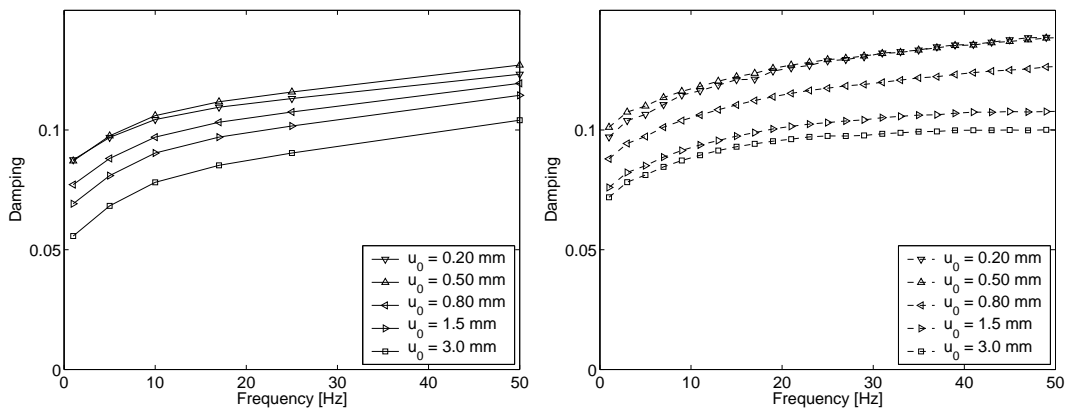 0.1
0.05
0
Damping
0 10 20 30 40 50
Frequency [Hz]
u0 = 0.20 mm
u0 = 0.50 mm
u0 = 0.80 mm
u0 = 1.5 mm
u0 = 3.0 mm
0.1
0.05
0
Damping
0 10 20 30 40 50
Frequency [Hz]
u0 = 0.20 mm
u0 = 0.50 mm
u0 = 0.80 mm
u0 = 1.5 mm
u0 = 3.0 mm